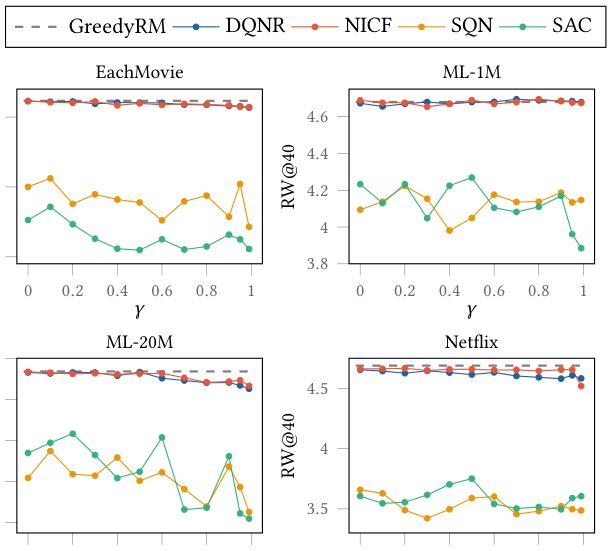 GreedyRM DQNR NICF SQN SAC
EachMovie
0 0.2 0.4 0.6 0.8 1
γ
ML-1M
RW@40
4.6
4.4
4.2
4
3.8
0 0.2 0.4 0.6 0.8 1
γ
ML-20M
Netflix
RW@40
4.5
4
3.5